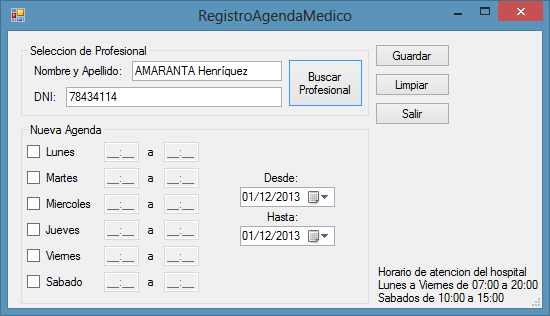 RegistroAgendaMedico
Seleccion de Profesional
Nombre y Apellido: AMARANTA Henríquez
DNI: 78434114
Buscar
Profesional
Guardar
Limpiar
Salir
Nueva Agenda
Lunes __:__ a __:__
Martes __:__ a __:__
Miercoles __:__ a __:__
Jueves __:__ a __:__
Viernes __:__ a __:__
Sabado __:__ a __:__
Desde:
01/12/2013
Hasta:
01/12/2013
Horario de atencion del hospital
Lunes a Viernes de 07:00 a 20:00
Sabados de 10:00 a 15:00